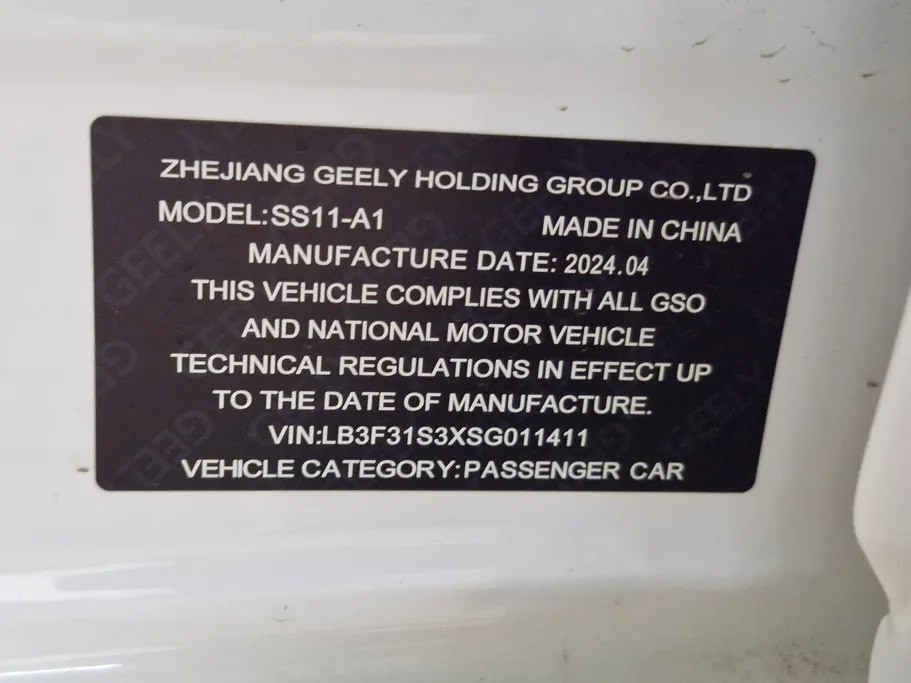 ZHEJIANG GEELY HOLDING GROUP CO.,LTD
MODEL:SS11-A1 MADE IN CHINA
MANUFACTURE DATE: 2024.04
THIS VEHICLE COMPLIES WITH ALL GSO
AND NATIONAL MOTOR VEHICLE
TECHNICAL REGULATIONS IN EFFECT UP
TO THE DATE OF MANUFACTURE.
VIN:LB3F31S3XSG011411
VEHICLE CATEGORY:PASSENGER CAR